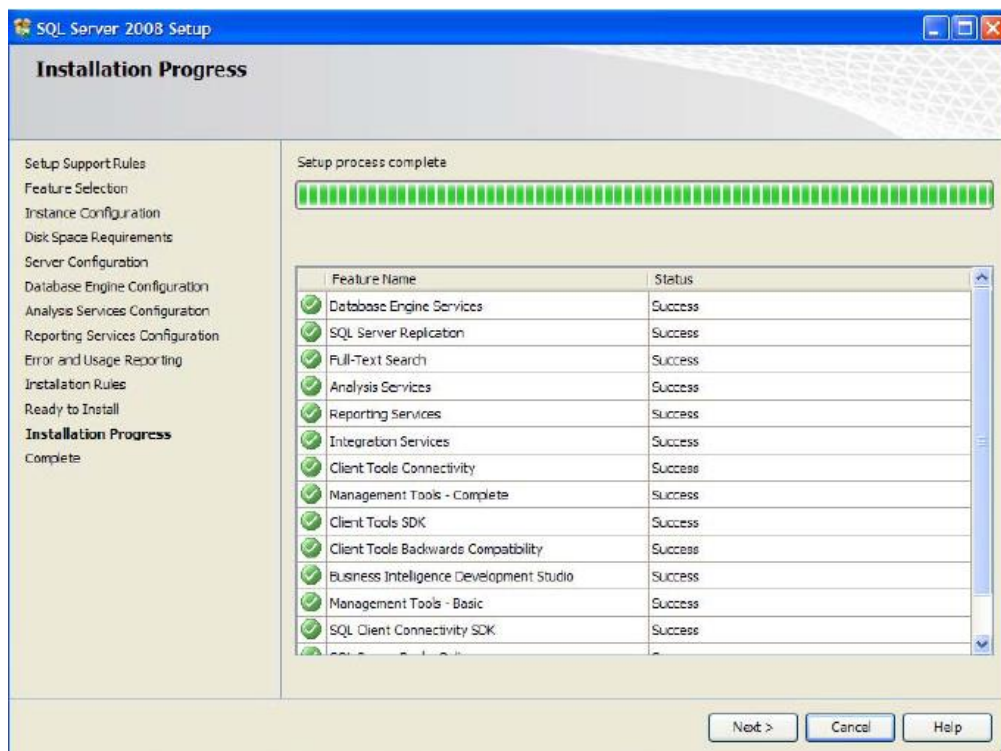 SQL Server 2008 Setup
Installation Progress
Setup Support Rules
Feature Selection
Instance Configuration
Disk Space Requirements
Server Configuration
Database Engine Configuration
Analysis Services Configuration
Reporting Services Configuration
Error and Usage Reporting
Installation Rules
Ready to Install
Installation Progress
Complete
Setup process complete
Feature Name Status
Database Engine Services Success
SQL Server Replication Success
Full-Text Search Success
Analysis Services Success
Reporting Services Success
Integration Services Success
Client Tools Connectivity Success
Management Tools - Complete Success
Client Tools SDK Success
Client Tools Backwards Compatibility Success
Business Intelligence Development Studio Success
Management Tools - Basic Success
SQL Client Connectivity SDK Success
Next > Cancel Help